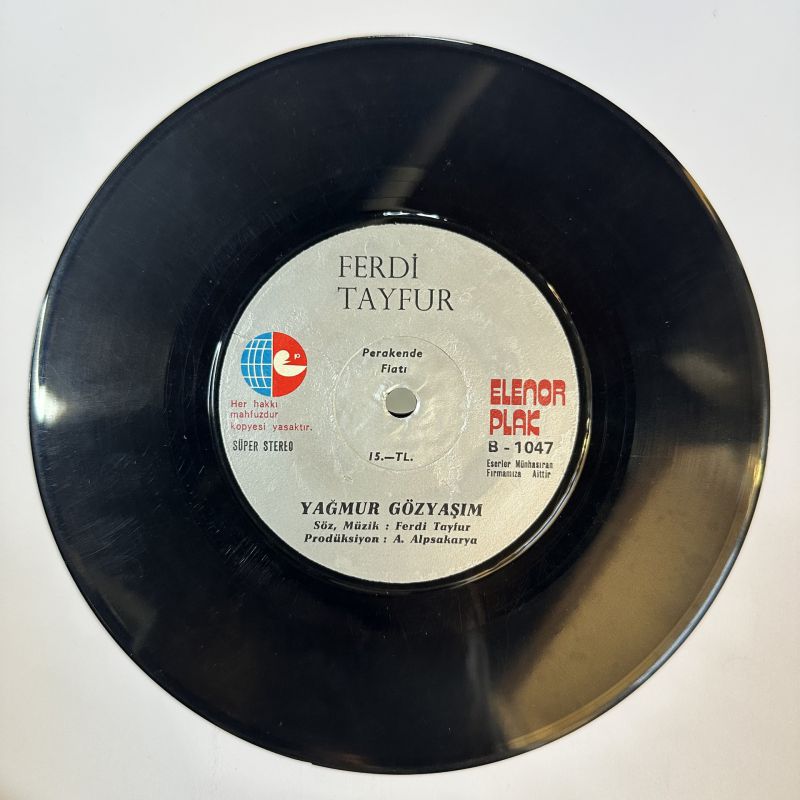 FERDİ
TAYFUR
Perakende
Fiatı
Her hakkı
mahfuzdur
kopyesi yasaktır.
SÜPER STEREO
ELENOR
PLAK
B - 1047
Eserler Münhasıran
Firmamıza Aittir
15.—TL.
YAĞMUR GÖZYAŞIM
Söz, Müzik : Ferdi Tayfur
Prodüksiyon : A. Alpsakarya